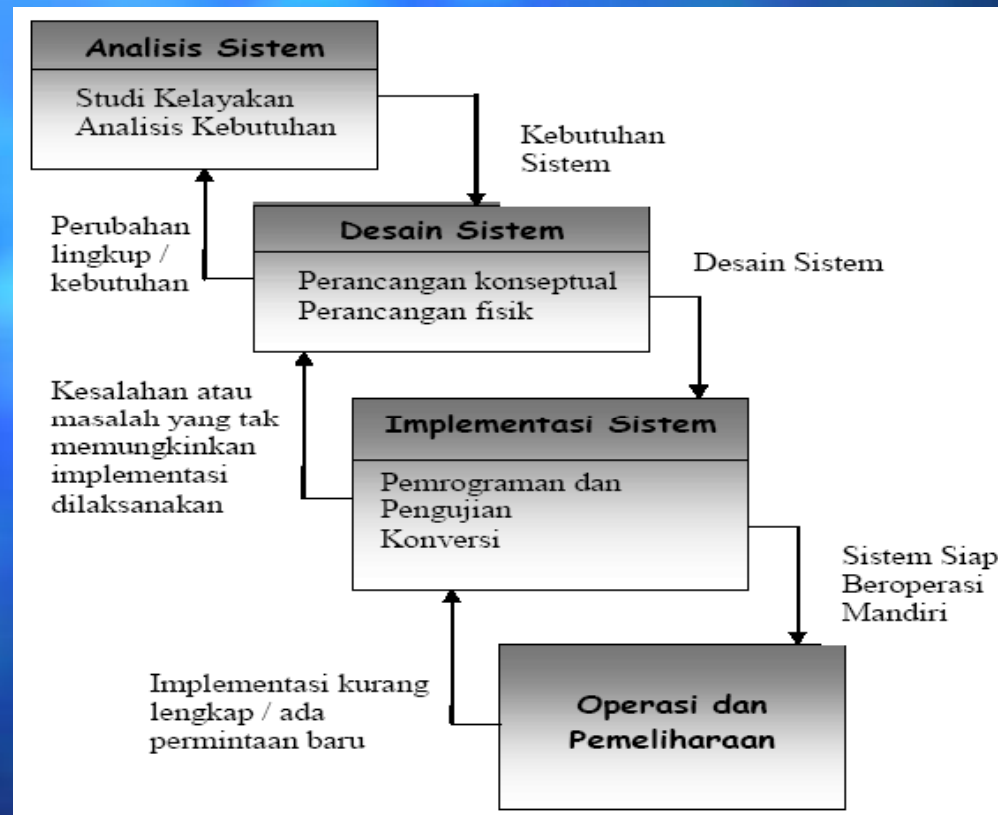 Analisis Sistem
Studi Kelayakan
Analisis Kebutuhan
Kebutuhan
Sistem
Perubahan
lingkup /
kebutuhan
Desain Sistem
Perancangan konseptual
Perancangan fisik
Desain Sistem
Kesalahan atau
masalah yang tak
memungkinkan
implementasi
dilaksanakan
Implementasi Sistem
Pemrograman dan
Pengujian
Konversi
Sistem Siap
Beroperasi
Mandiri
Implementasi kurang
lengkap / ada
permintaan baru
Operasi dan
Pemeliharaan